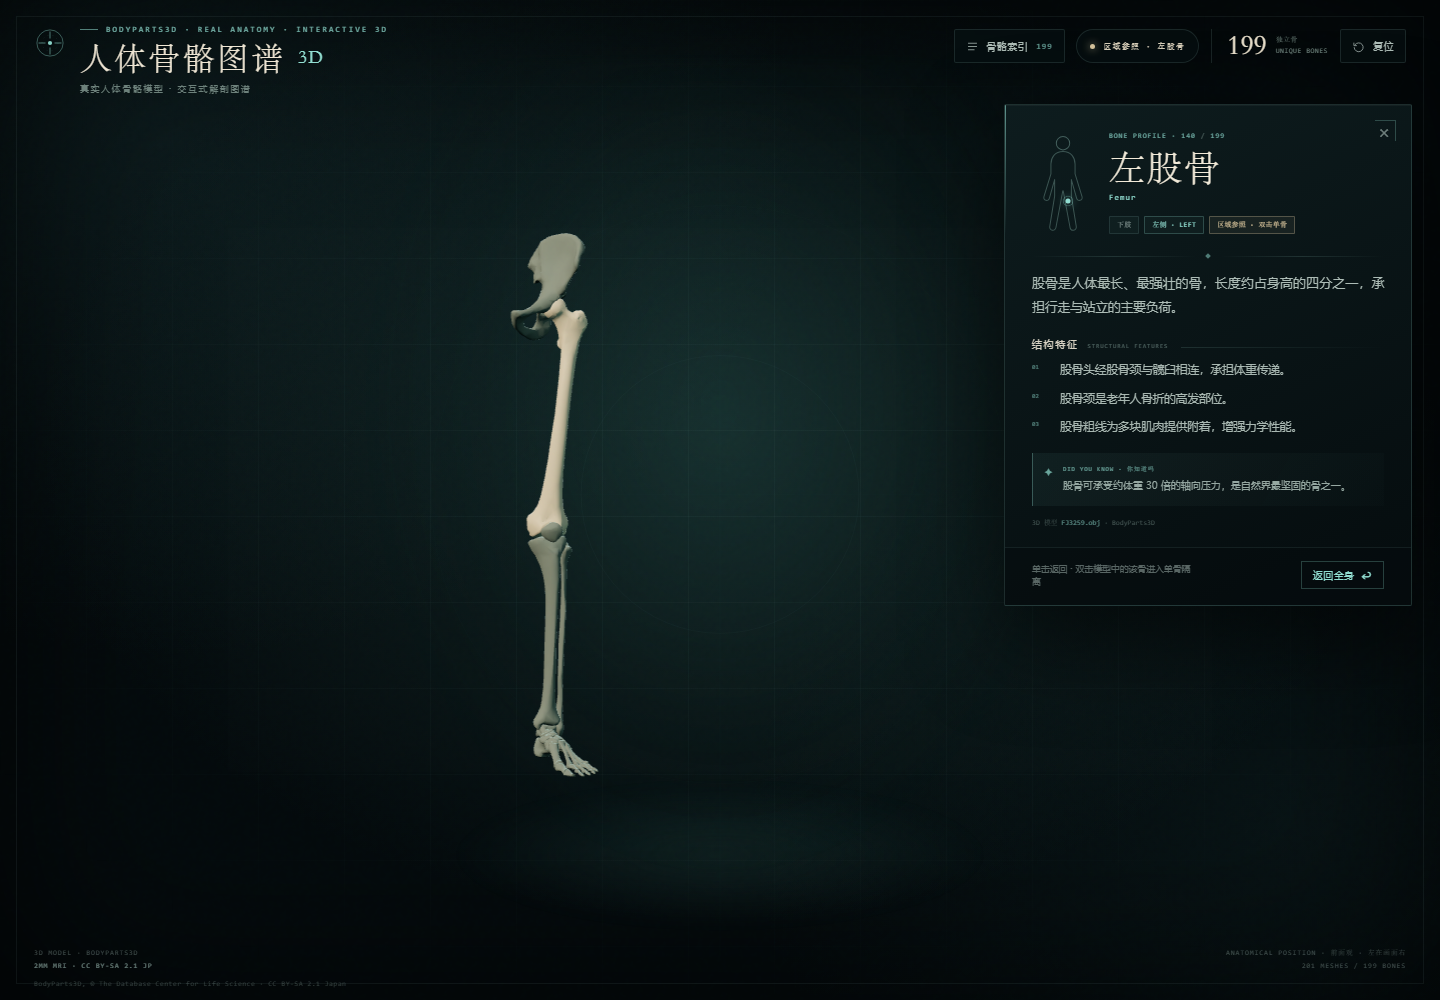 BODYPARTS3D · REAL ANATOMY · INTERACTIVE 3D
人体骨骼图谱 3D
真实人体骨骼模型 · 交互式解剖图谱
骨骼索引 199
区域参照 · 左股骨
199 独立骨
UNIQUE BONES
复位
BONE PROFILE · 140 / 199
左股骨
Femur
下肢
左侧 · LEFT
区域参照 · 双击单骨
股骨是人体最长、最强壮的骨，长度约占身高的四分之一，承
担行走与站立的主要负荷。
结构特征 STRUCTURAL FEATURES
01 股骨头经股骨颈与髋臼相连，承担体重传递。
02 股骨颈是老年人骨折的高发部位。
03 股骨粗线为多块肌肉提供附着，增强力学性能。
DID YOU KNOW · 你知道吗
股骨可承受约体重 30 倍的轴向压力，是自然界最坚固的骨之一。
3D 模型 FJ3259.obj · BodyParts3D
单击返回 · 双击模型中的该骨进入单骨隔
离
返回全身
3D MODEL · BODYPARTS3D
2MM MRI · CC BY-SA 2.1 JP
BodyParts3D, © The Database Center for Life Science · CC BY-SA 2.1 Japan
ANATOMICAL POSITION ·
201 MESHES / 199 BONES